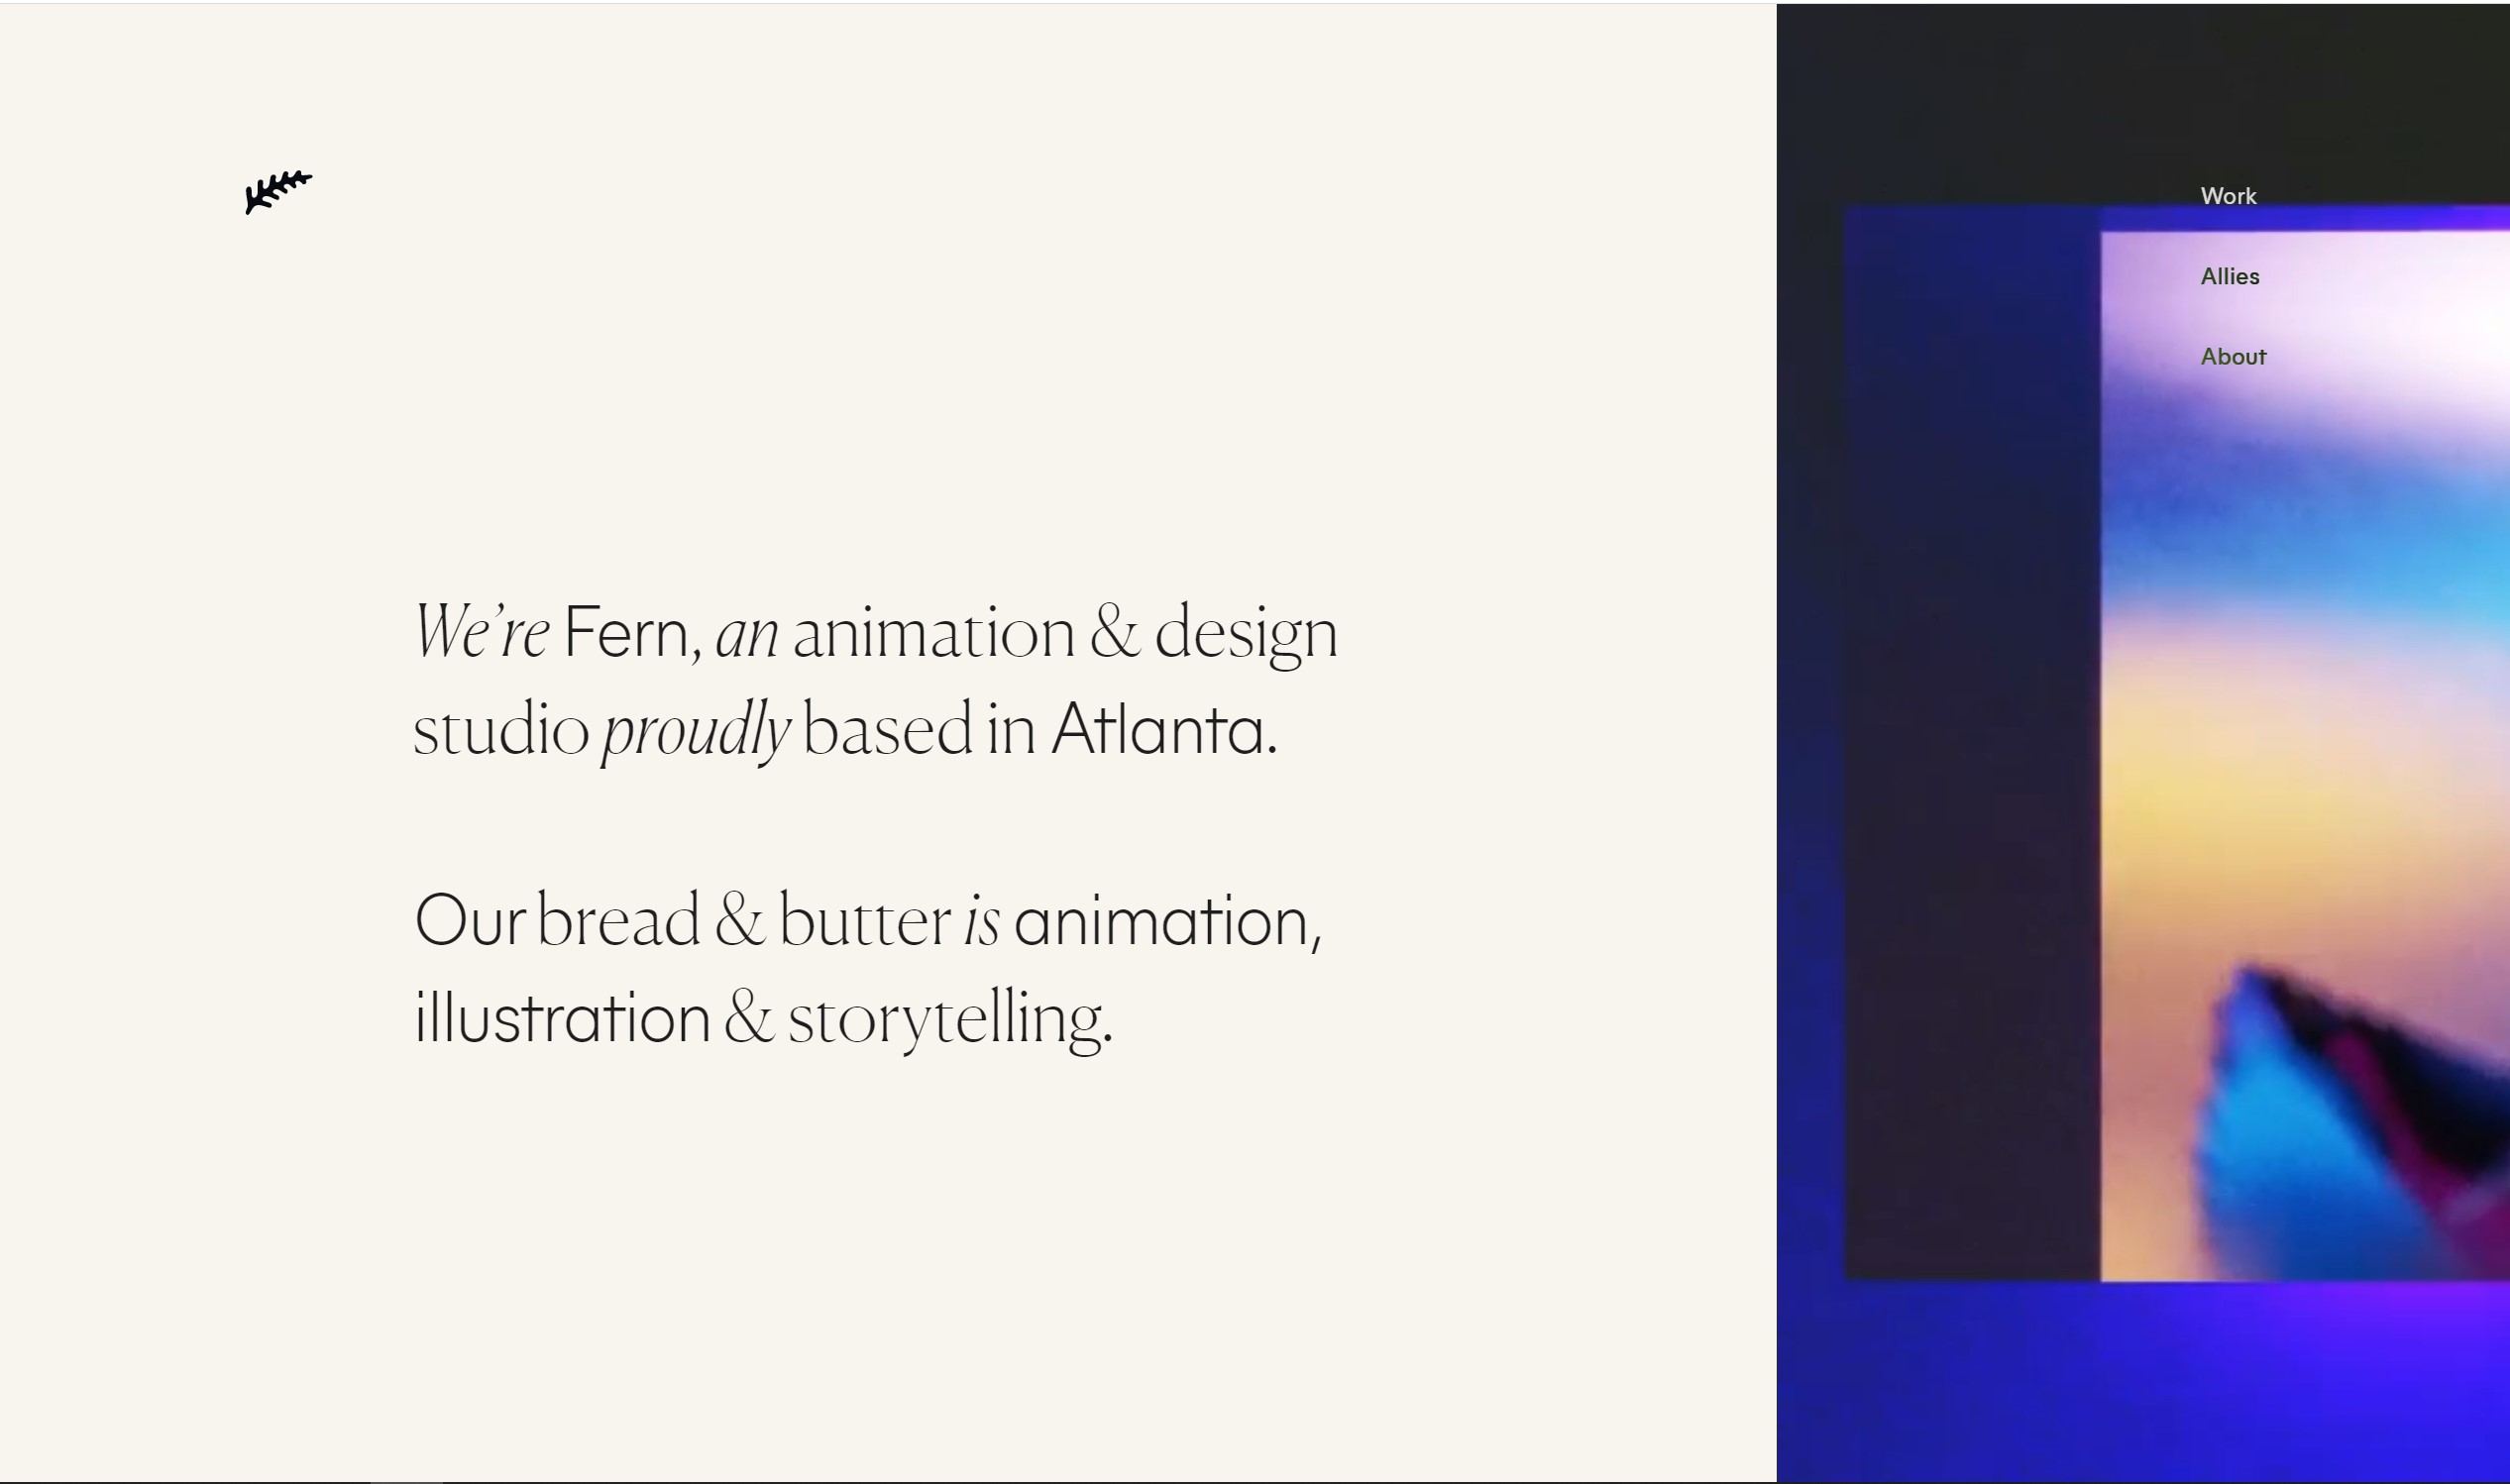 Work
Allies
About
We’re Fern, an animation & design
studio proudly based in Atlanta.
Our bread & butter is animation,
illustration & storytelling.